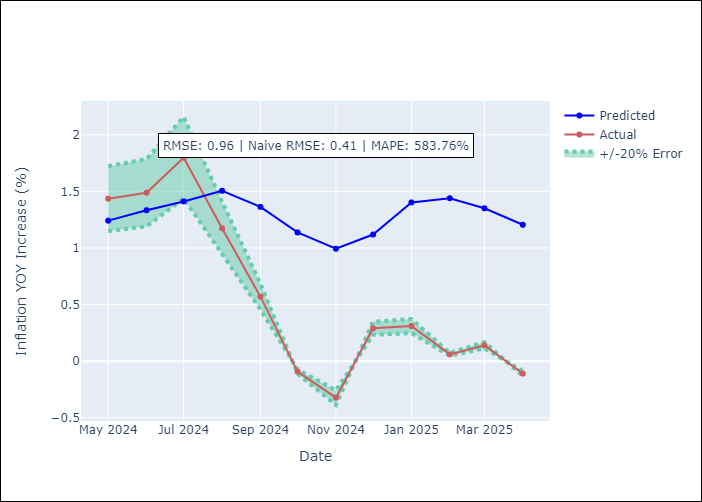 RMSE: 0.96 | Naive RMSE: 0.41 | MAPE: 583.76%
Predicted
Actual
+/-20% Error
Inflation YOY Increase (%)
2
1.5
1
0.5
0
−0.5
May 2024
Jul 2024
Sep 2024
Nov 2024
Jan 2025
Mar 2025
Date